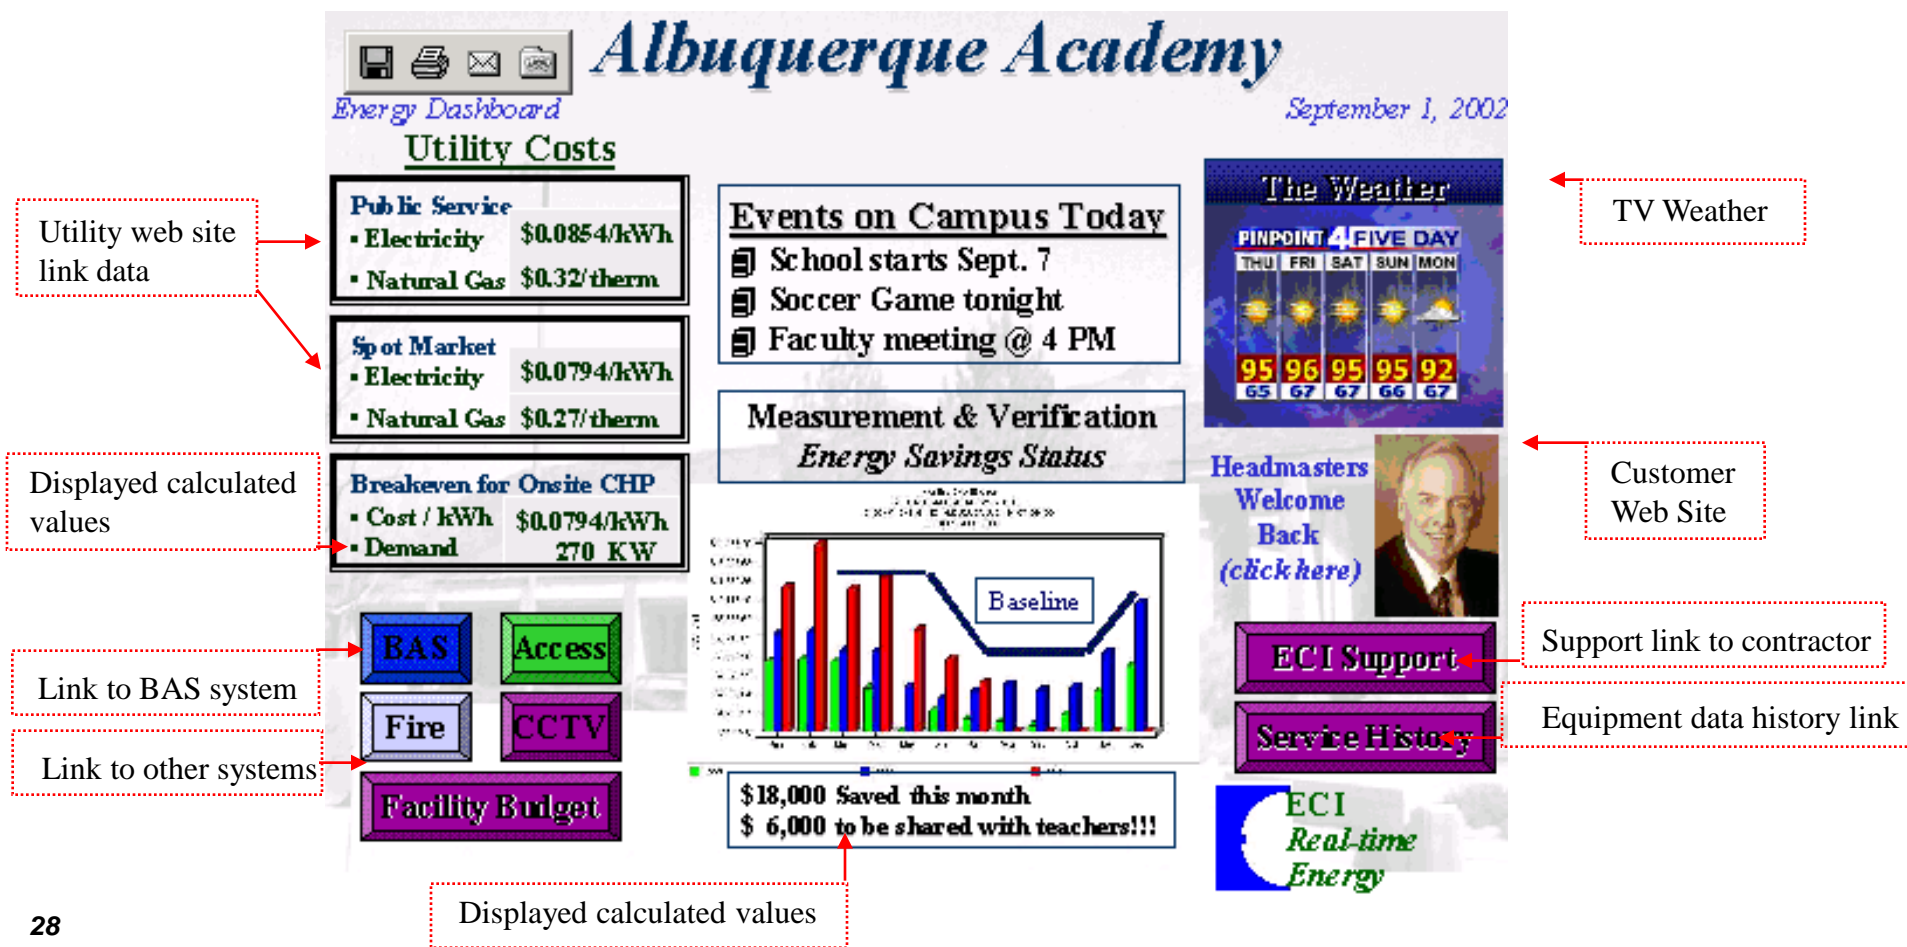 Albuquerque Academy
Energy Dashboard
September 1, 2002
Utility Costs
Public Service
▪ Electricity $0.0854/kWh
▪ Natural Gas $0.32/therm
Spot Market
▪ Electricity $0.0794/kWh
▪ Natural Gas $0.27/therm
Breakeven for Onsite CHP
▪ Cost / kWh $0.0794/kWh
▪ Demand 270 KW
BAS
Access
Fire
CCTV
Facility Budget
Events on Campus Today
School starts Sept. 7
Soccer Game tonight
Faculty meeting @ 4 PM
Measurement & Verification
Energy Savings Status
Baseline
$18,000 Saved this month
$ 6,000 to be shared with teachers!!!
The Weather
PINPOINT 4 FIVE DAY
THU FRI SAT SUN MON
95 96 95 95 92
65 67 67 66 67
Headmasters
Welcome
Back
(click here)
ECI Support
Service History
ECI
Real-time
Energy
Utility web site
link data
Displayed calculated
values
Link to BAS system
Link to other systems
TV Weather
Customer
Web Site
Support link to contractor
Equipment data history link
Displayed calculated values
28